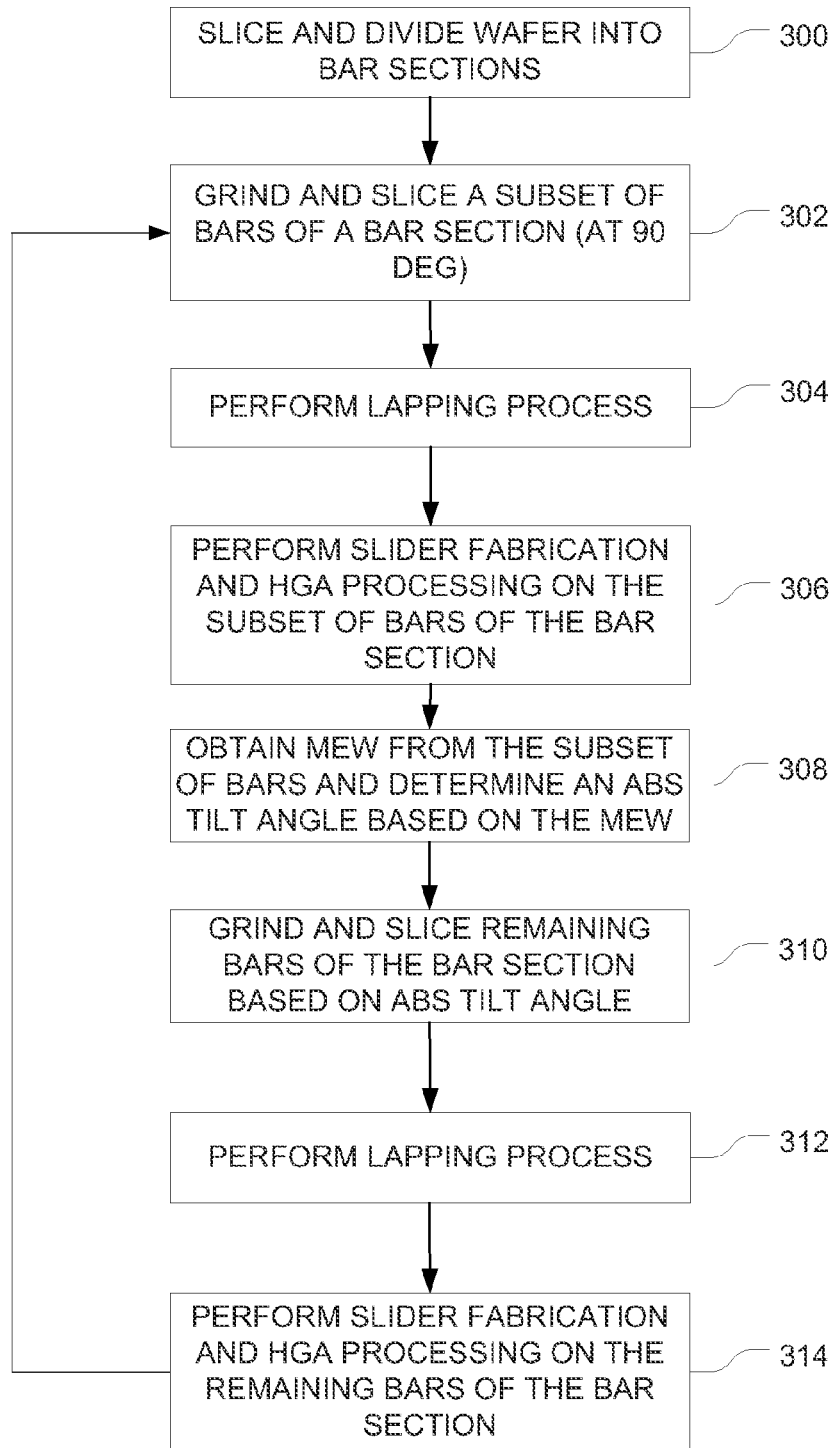 SLICE AND DIVIDE WAFER INTO
BAR SECTIONS
300
GRIND AND SLICE A SUBSET OF
BARS OF A BAR SECTION (AT 90
DEG)
302
PERFORM LAPPING PROCESS
304
PERFORM SLIDER FABRICATION
AND HGA PROCESSING ON THE
SUBSET OF BARS OF THE BAR
SECTION
306
OBTAIN MEW FROM THE SUBSET
OF BARS AND DETERMINE AN ABS
TILT ANGLE BASED ON THE MEW
308
GRIND AND SLICE REMAINING
BARS OF THE BAR SECTION
BASED ON ABS TILT ANGLE
310
PERFORM LAPPING PROCESS
312
PERFORM SLIDER FABRICATION
AND HGA PROCESSING ON THE
REMAINING BARS OF THE BAR
SECTION
314